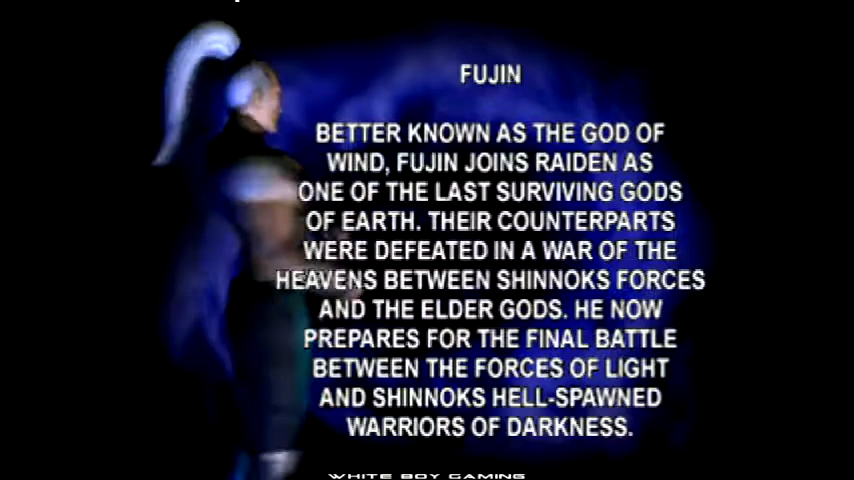 FUJIN
BETTER KNOWN AS THE GOD OF
WIND, FUJIN JOINS RAIDEN AS
ONE OF THE LAST SURVIVING GODS
OF EARTH. THEIR COUNTERPARTS
WERE DEFEATED IN A WAR OF THE
HEAVENS BETWEEN SHINNOKS FORCES
AND THE ELDER GODS. HE NOW
PREPARES FOR THE FINAL BATTLE
BETWEEN THE FORCES OF LIGHT
AND SHINNOKS HELL-SPAWNED
WARRIORS OF DARKNESS.
WHITE BOY GAMING